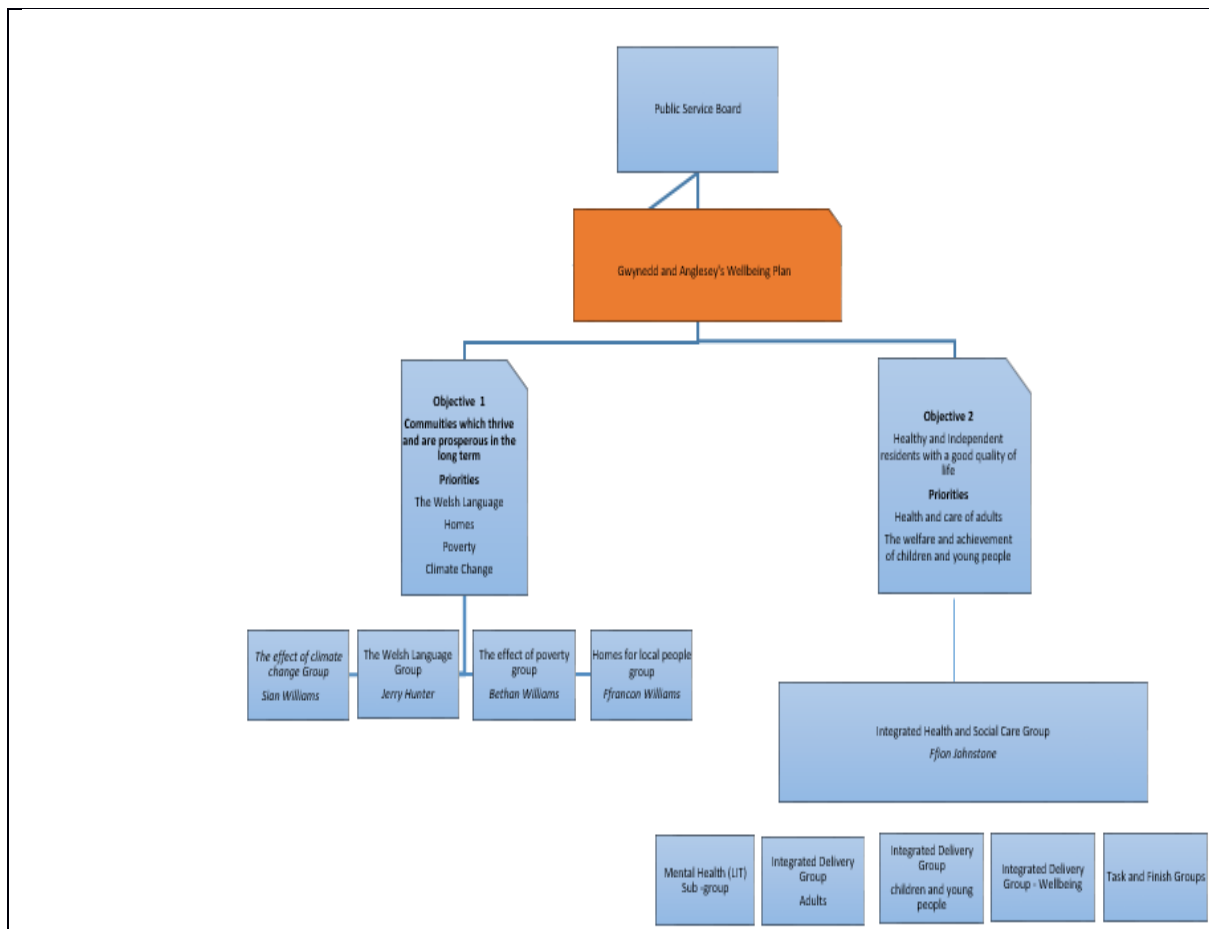 Public Service Board
Gwynedd and Anglesey's Wellbeing Plan
Objective 1
Commuities which thrive
and are prosperous in the
long term
Priorities
The Welsh Language
Homes
Poverty
Climate Change
Objective 2
Healthy and Independent
residents with a good quality of
life
Priorities
Health and care of adults
The welfare and achievement
of children and young people
The effect of climate
change Group
Sian Williams
The Welsh Language
Group
Jerry Hunter
The effect of poverty
group
Bethan Williams
Homes for local people
group
Ffrancon Williams
Integrated Health and Social Care Group
Ffion Johnstone
Mental Health (LIT)
Sub -group
Integrated Delivery
Group
Adults
Integrated Delivery
Group
children and young
people
Integrated Delivery
Group - Wellbeing
Task and Finish Groups